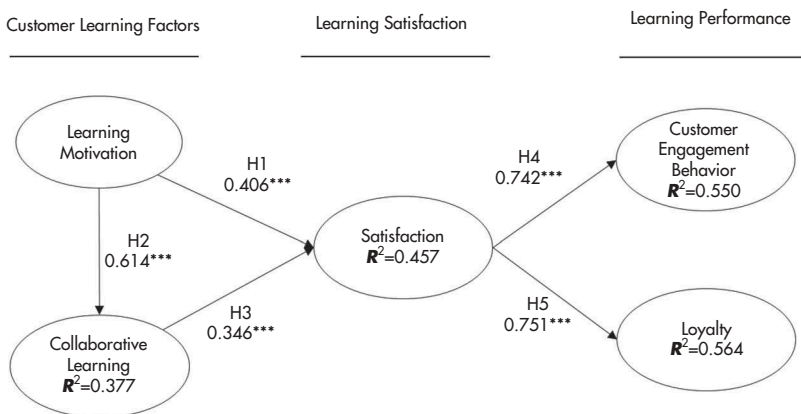 Customer Learning Factors
Learning Satisfaction
Learning Performance
Learning
Motivation
H1
0.406***
H2
0.614***
H3
0.346***
Collaborative
Learning
R²=0.377
Satisfaction
R²=0.457
H4
0.742***
H5
0.751***
Customer
Engagement
Behavior
R²=0.550
Loyalty
R²=0.564